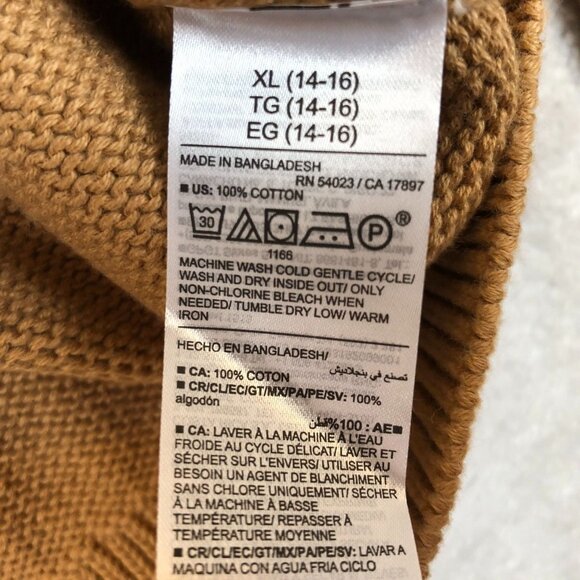 XL (14-16)
TG (14-16)
EG (14-16)
MADE IN BANGLADESH
RN 54023 / CA 17897
■ US: 100% COTTON
30
P
®
1166
MACHINE WASH COLD GENTLE CYCLE/
WASH AND DRY INSIDE OUT/ ONLY
NON-CHLORINE BLEACH WHEN
NEEDED/ TUMBLE DRY LOW/ WARM
IRON
HECHO EN BANGLADESH/
تصنع في بنجلاديش
■ CA: 100% COTON
■ CR/CL/EC/GT/MX/PA/PE/SV: 100%
algodón
■ AE: 100% قطن
■ CA: LAVER À LA MACHINE À L'EAU
FROIDE AU CYCLE DÉLICAT/ LAVER ET
SÉCHER SUR L'ENVERS/ UTILISER AU
BESOIN UN AGENT DE BLANCHIMENT
SANS CHLORE UNIQUEMENT/ SÉCHER
À LA MACHINE À BASSE
TEMPÉRATURE/ REPASSER À
TEMPÉRATURE MOYENNE
■ CR/CL/EC/GT/MX/PA/PE/SV: LAVAR A
MAQUINA CON AGUA FRIA CICLO